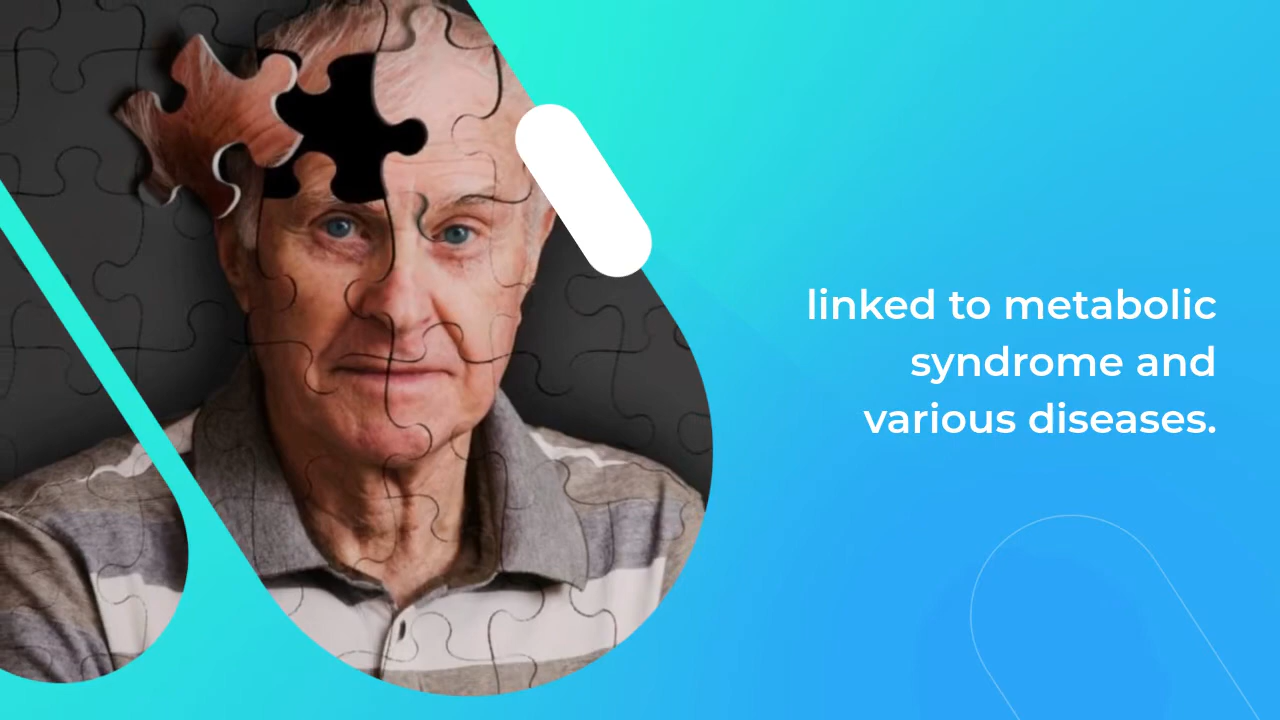 linked to metabolic
syndrome and
various diseases.